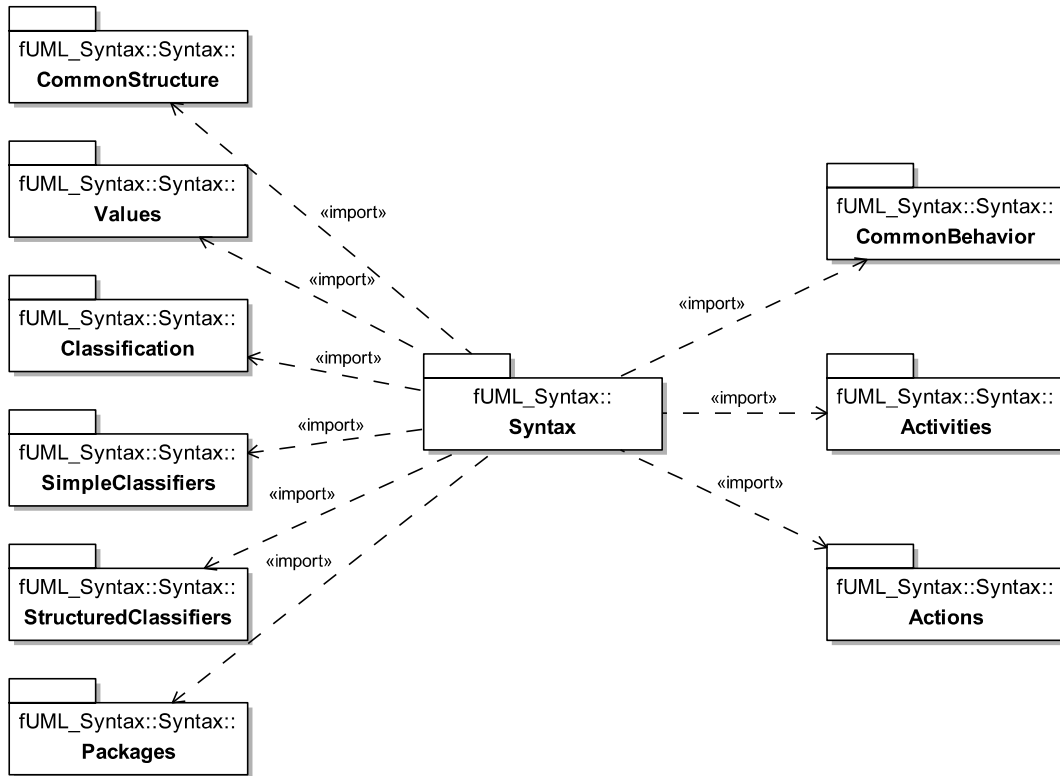 fUML_Syntax::Syntax::
CommonStructure
fUML_Syntax::Syntax::
Values
fUML_Syntax::Syntax::
Classification
fUML_Syntax::Syntax::
SimpleClassifiers
fUML_Syntax::Syntax::
StructuredClassifiers
fUML_Syntax::Syntax::
Packages
«import»
«import»
«import»
«import»
«import»
«import»
fUML_Syntax::
Syntax
«import»
«import»
«import»
fUML_Syntax::Syntax::
CommonBehavior
fUML_Syntax::Syntax::
Activities
fUML_Syntax::Syntax::
Actions